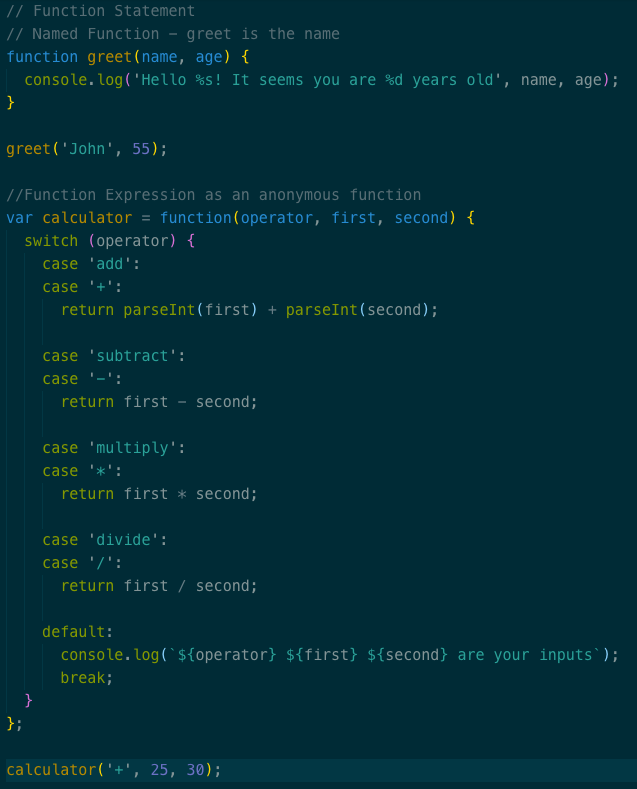 // Function Statement
// Named Function – greet is the name
function greet(name, age) {
  console.log('Hello %s! It seems you are %d years old', name, age);
}

greet('John', 55);

//Function Expression as an anonymous function
var calculator = function(operator, first, second) {
  switch (operator) {
    case 'add':
    case '+':
      return parseInt(first) + parseInt(second);

    case 'subtract':
    case '-':
      return first - second;

    case 'multiply':
    case '*':
      return first * second;

    case 'divide':
    case '/':
      return first / second;

    default:
      console.log(`${operator} ${first} ${second} are your inputs`);
      break;
  }
};

calculator('+', 25, 30);